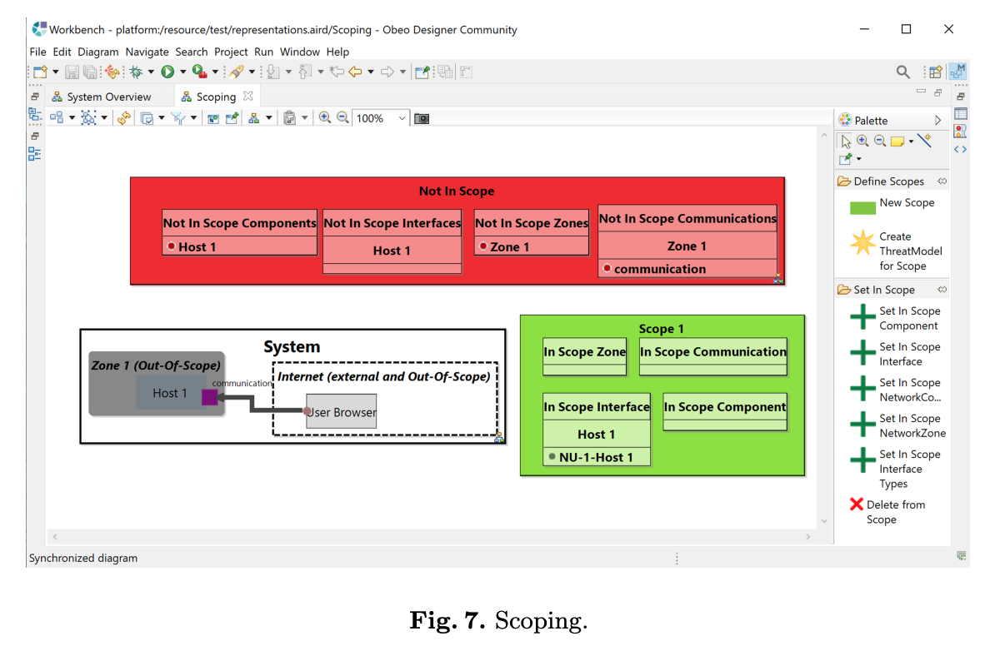 Workbench - platform:/resource/test/representations.aird/Scoping - Obeo Designer Community
File Edit Diagram Navigate Search Project Run Window Help
M
System Overview
Scoping
100%
Palette
Define Scopes
New Scope
Create
ThreatModel
for Scope
Set In Scope
Set In Scope
Component
Set In Scope
Interface
Set In Scope
NetworkCo...
Set In Scope
NetworkZone
Set In Scope
Interface
Types
Delete from
Scope
Not In Scope
Not In Scope Components
Host 1
Not In Scope Interfaces
Host 1
Not In Scope Zones
Zone 1
Not In Scope Communications
Zone 1
communication
System
Zone 1 (Out-Of-Scope)
Host 1
communication
Internet (external and Out-Of-Scope)
User Browser
Scope 1
In Scope Zone
In Scope Communication
In Scope Interface
Host 1
NU-1-Host 1
In Scope Component
Synchronized diagram
Fig. 7. Scoping.